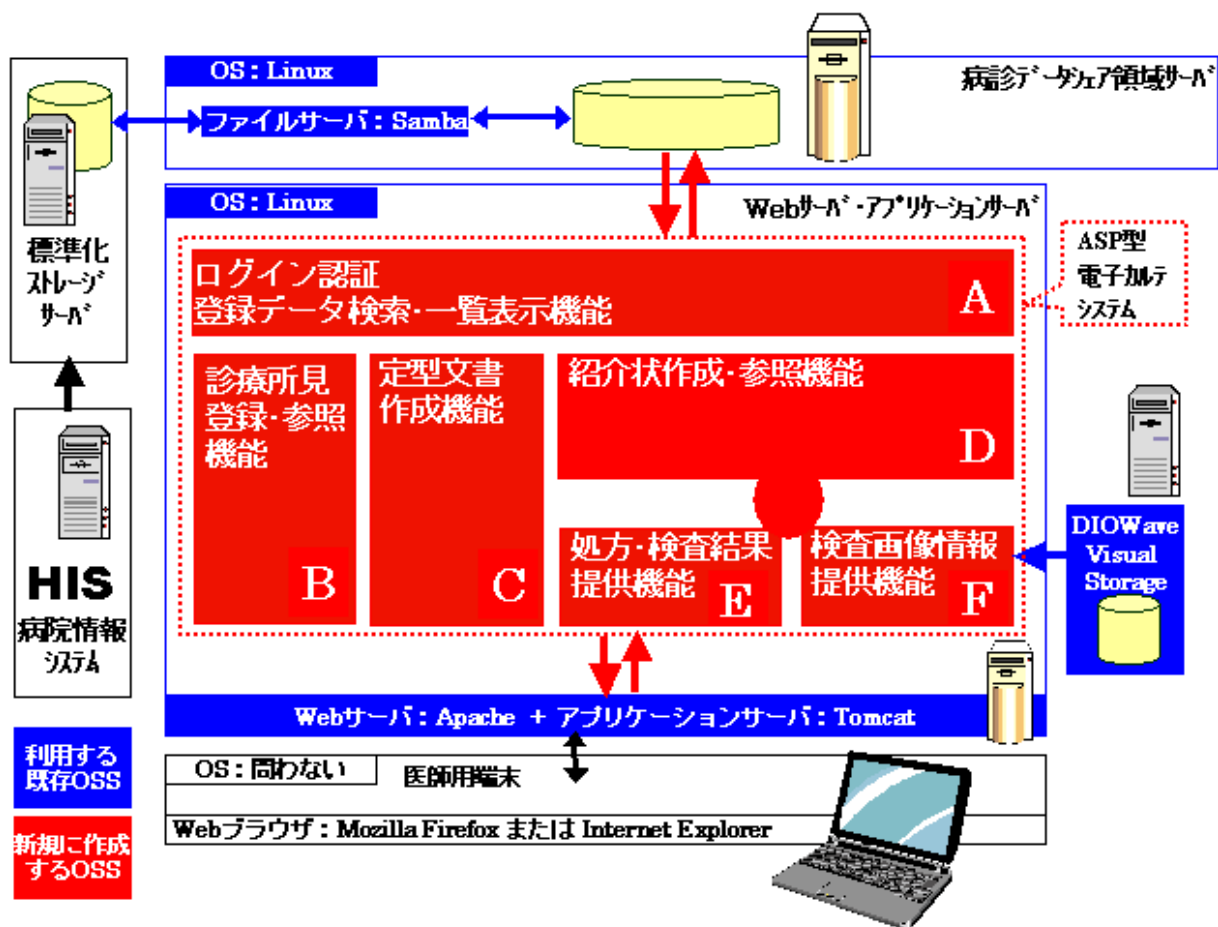 OS：Linux
病診ﾃﾞｰﾀｼｪｱ領域ｻｰﾊﾞ
ファイルサーバ：Samba
OS：Linux
Webｻｰﾊﾞ･ｱﾌﾟﾘｹｰｼｮﾝｻｰﾊﾞ
標準化
ｽﾄﾚｰｼﾞ
ｻｰﾊﾞ
ASP型
電子ｶﾙﾃ
ｼｽﾃﾑ
ログイン認証
登録データ検索･一覧表示機能
A
診療所見
登録･参照
機能
B
定型文書
作成機能
C
紹介状作成･参照機能
D
処方･検査結果
提供機能
E
検査画像情報
提供機能
F
DIOWave
Visual
Storage
HIS
病院情報
ｼｽﾃﾑ
Webサーバ：Apache + アプリケーションサーバ：Tomcat
利用する
既存OSS
OS：問わない
医師用端末
Webブラウザ：Mozilla Firefox または Internet Explorer
新規に作成
するOSS